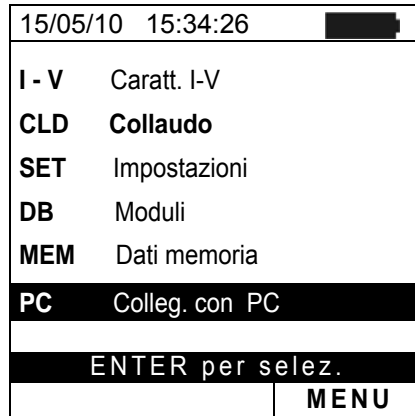 15/05/10 15:34:26
I - V Caratt. I-V
CLD Collaudo
SET Impostazioni
DB Moduli
MEM Dati memoria
PC Colleg. con PC
ENTER per selez.
MENU